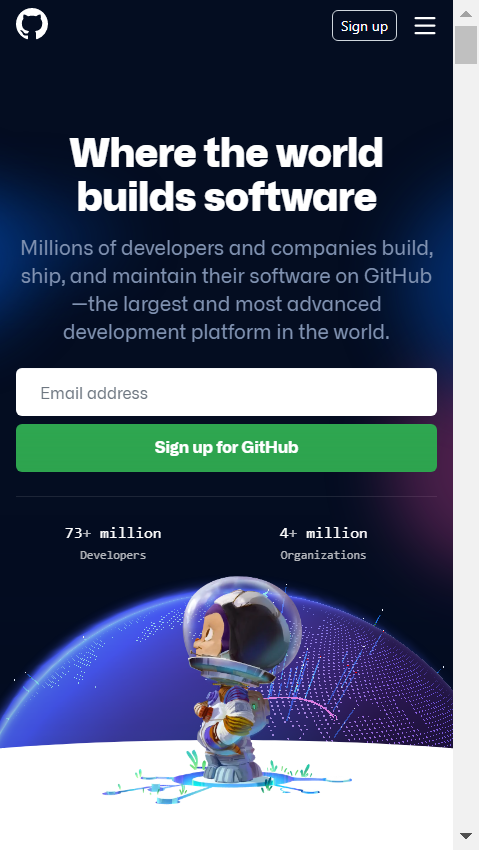 Sign up
Where the world
builds software
Millions of developers and companies build,
ship, and maintain their software on GitHub
—the largest and most advanced
development platform in the world.
Email address
Sign up for GitHub
73+ million
4+ million
Developers
Organizations